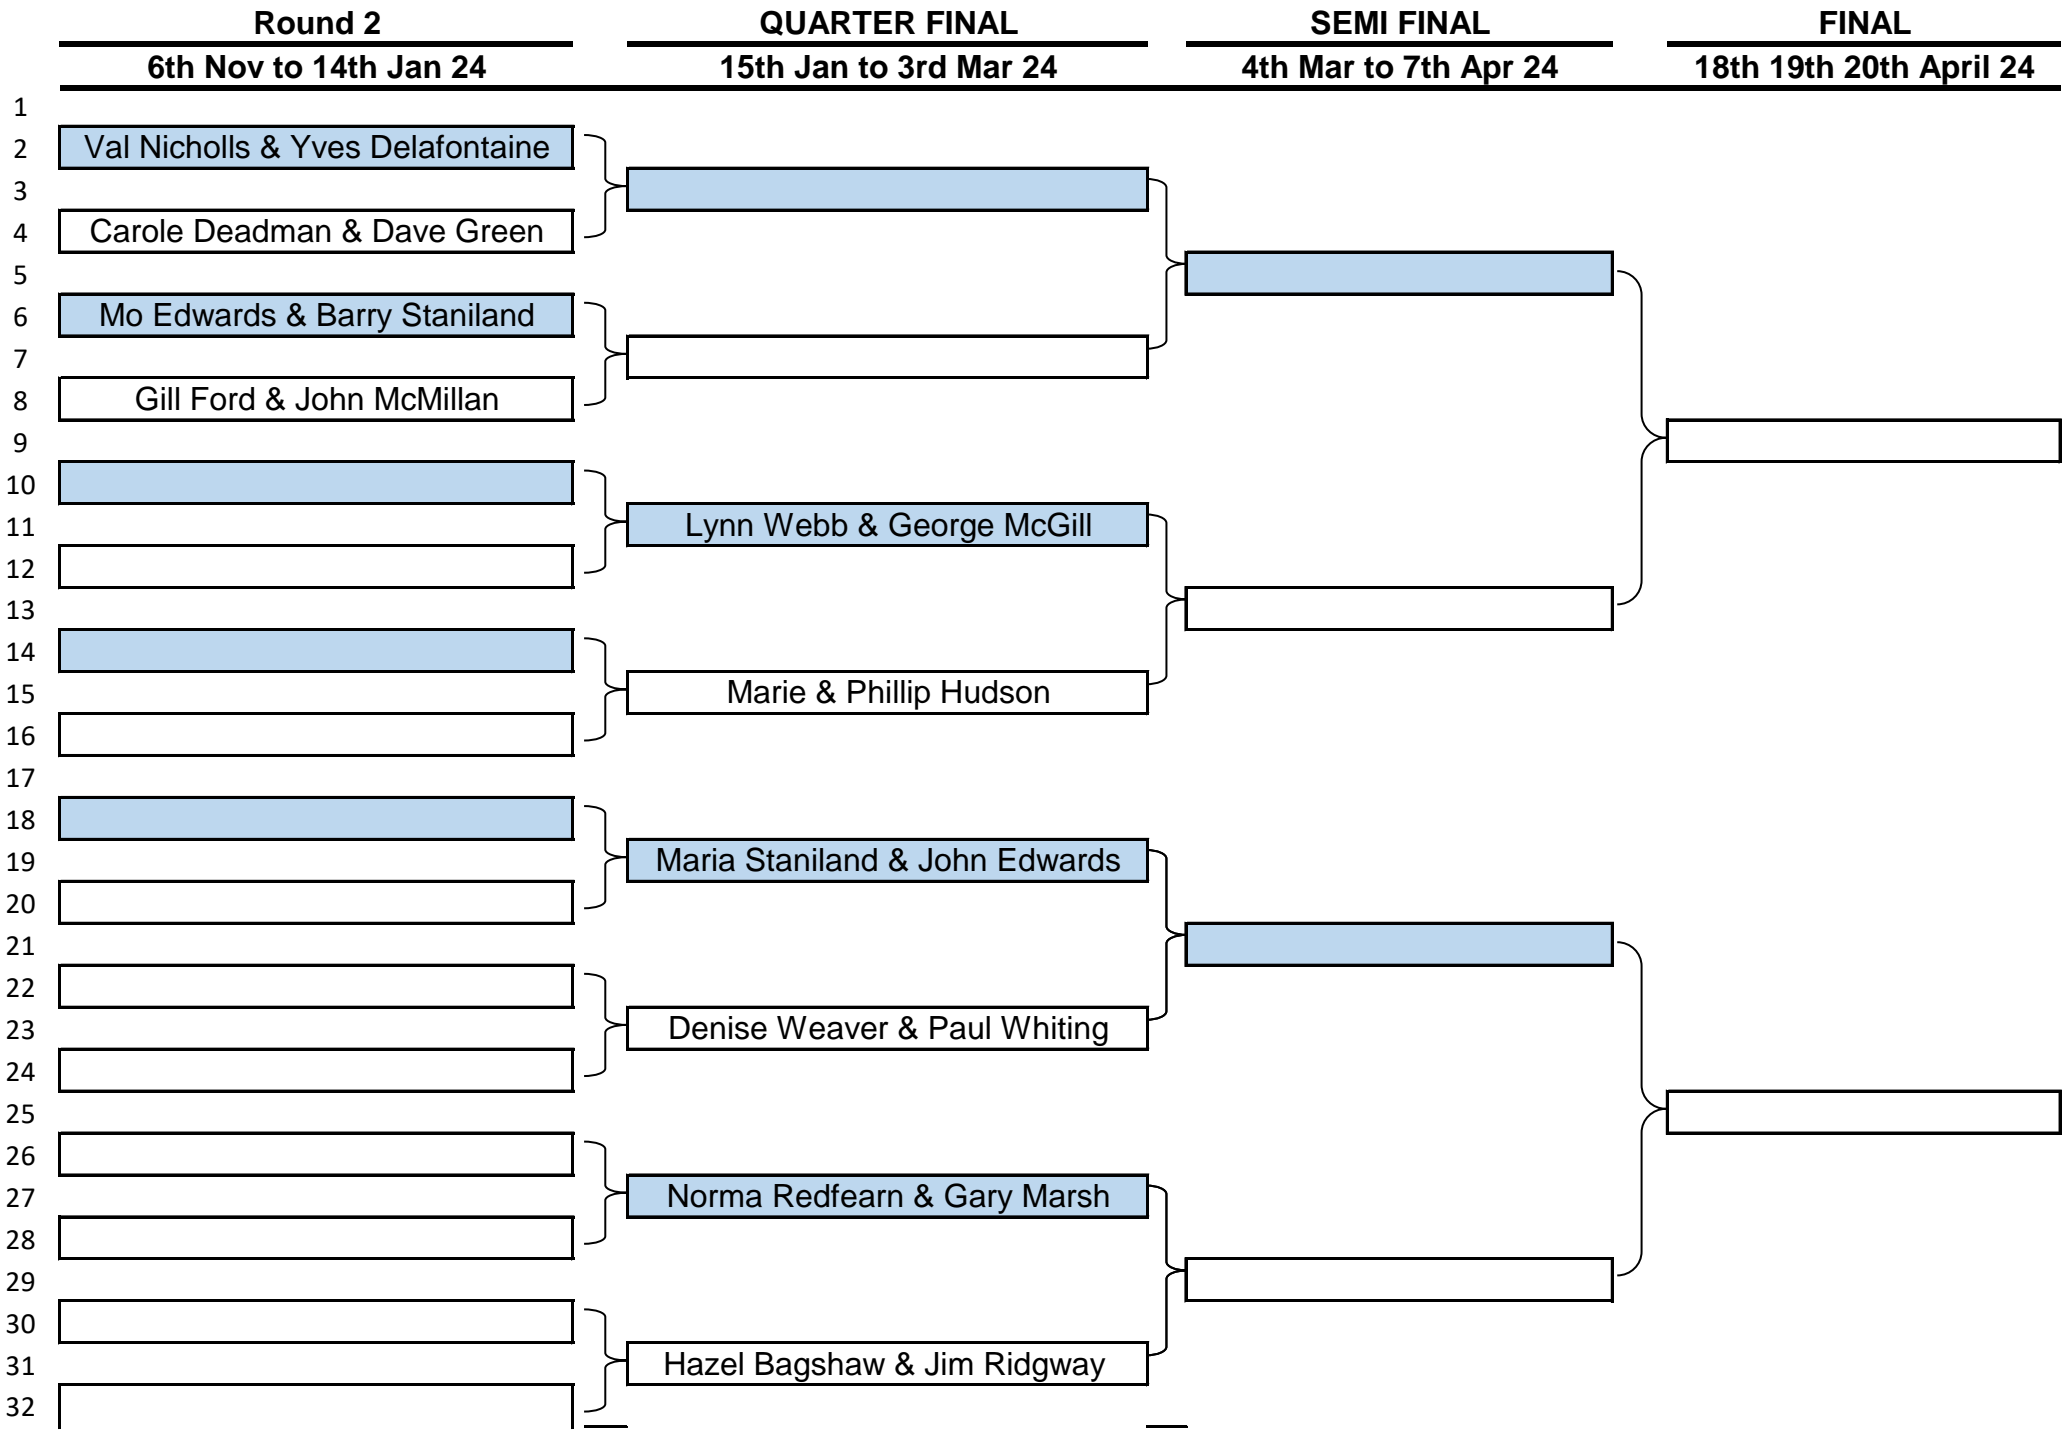 Round 2 QUARTER FINAL SEMI FINAL FINAL
6th Nov to 14th Jan 24 15th Jan to 3rd Mar 24 4th Mar to 7th Apr 24 18th 19th 20th April 24
1
2 Val Nicholls & Yves Delafontaine
3
4 Carole Deadman & Dave Green
5
6 Mo Edwards & Barry Staniland
7
8 Gill Ford & John McMillan
9
10
11 Lynn Webb & George McGill
12
13
14
15 Marie & Phillip Hudson
16
17
18
19 Maria Staniland & John Edwards
20
21
22
23 Denise Weaver & Paul Whiting
24
25
26
27 Norma Redfearn & Gary Marsh
28
29
30
31 Hazel Bagshaw & Jim Ridgway
32